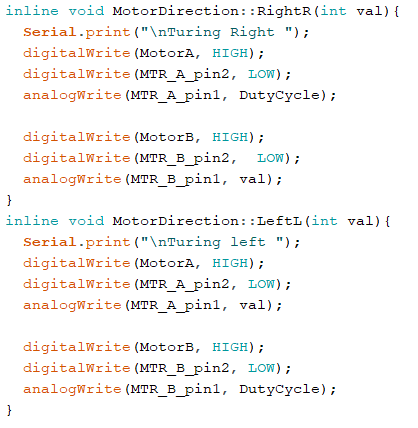 inline void MotorDirection::RightR(int val){
  Serial.print("\nTuring Right ");
  digitalWrite(MotorA, HIGH);
  digitalWrite(MTR_A_pin2, LOW);
  analogWrite(MTR_A_pin1, DutyCycle);

  digitalWrite(MotorB, HIGH);
  digitalWrite(MTR_B_pin2,  LOW);
  analogWrite(MTR_B_pin1, val);
}
inline void MotorDirection::LeftL(int val){
  Serial.print("\nTuring left ");
  digitalWrite(MotorA, HIGH);
  digitalWrite(MTR_A_pin2, LOW);
  analogWrite(MTR_A_pin1, val);

  digitalWrite(MotorB, HIGH);
  digitalWrite(MTR_B_pin2, LOW);
  analogWrite(MTR_B_pin1, DutyCycle);
}